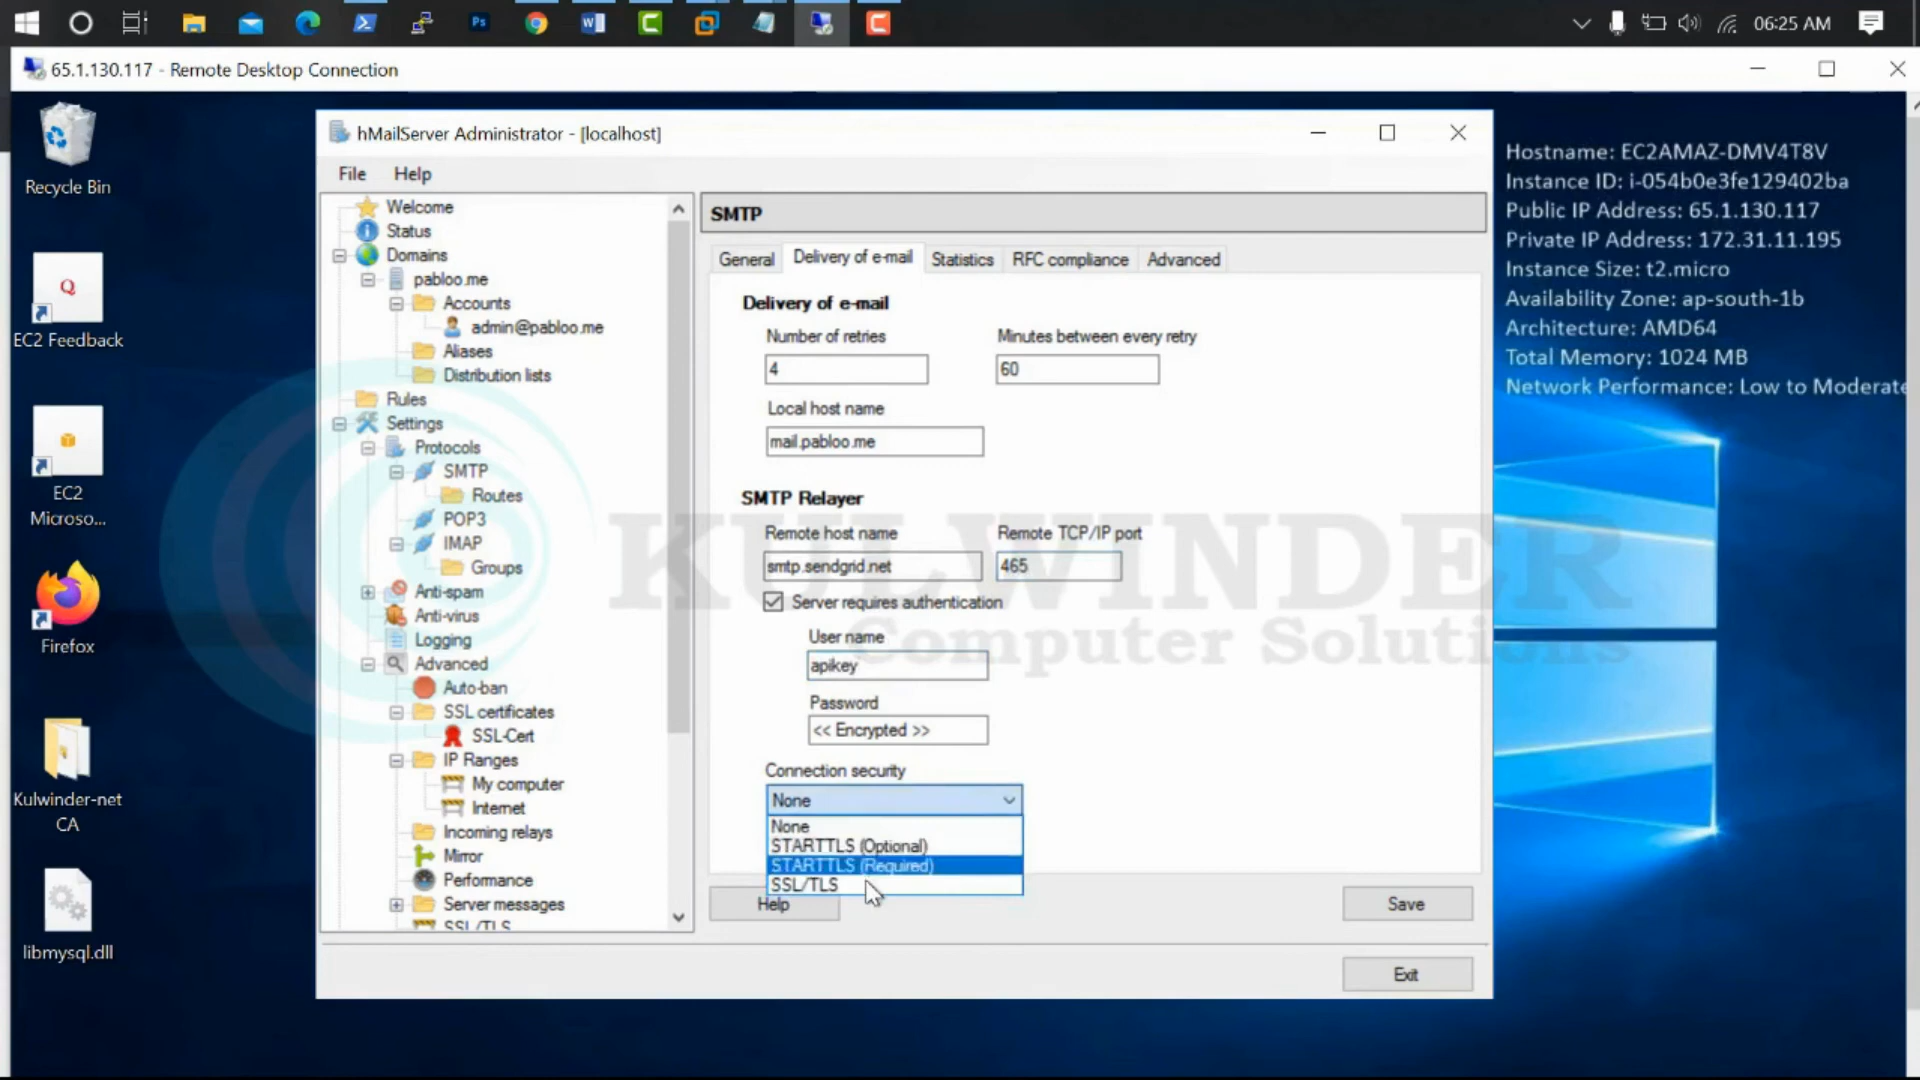 06:25 AM
65.1.130.117 - Remote Desktop Connection
Recycle Bin
EC2 Feedback
EC2
Microso...
Firefox
Kulwinder-net
CA
libmysql.dll
hMailServer Administrator - [localhost]
File Help
Welcome
Status
Domains
pabloo.me
Accounts
admin@pabloo.me
Aliases
Distribution lists
Rules
Settings
Protocols
SMTP
Routes
POP3
IMAP
Groups
Anti-spam
Anti-virus
Logging
Advanced
Auto-ban
SSL certificates
SSL-Cert
IP Ranges
My computer
Internet
Incoming relays
Mirror
Performance
Server messages
SSL/TLS
SMTP
General Delivery of e-mail Statistics RFC compliance Advanced
Delivery of e-mail
Number of retries Minutes between every retry
4 60
Local host name
mail.pabloo.me
SMTP Relayer
Remote host name Remote TCP/IP port
smtp.sendgrid.net 465
Server requires authentication
User name
apikey
Password
<< Encrypted >>
Connection security
None
None
STARTTLS (Optional)
STARTTLS (Required)
SSL/TLS
Help Save
Exit
KULWINDER
Computer Solutions
Hostname: EC2AMAZ-DMV4T8V
Instance ID: i-054b0e3fe129402ba
Public IP Address: 65.1.130.117
Private IP Address: 172.31.11.195
Instance Size: t2.micro
Availability Zone: ap-south-1b
Architecture: AMD64
Total Memory: 1024 MB
Network Performance: Low to Moderate